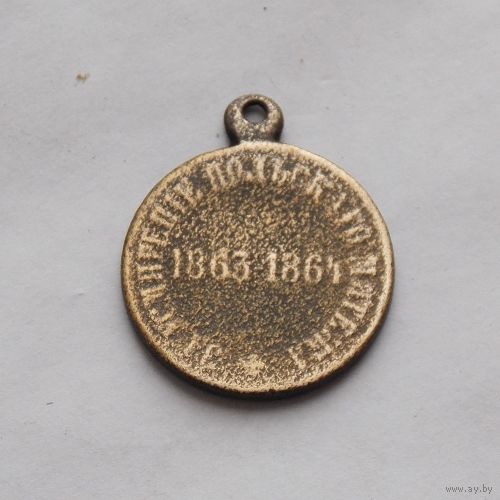 ЗА УСМИРЕНІЕ ПОЛЬСКАГО МЯТЕЖА
1863-1864
www.ay.by